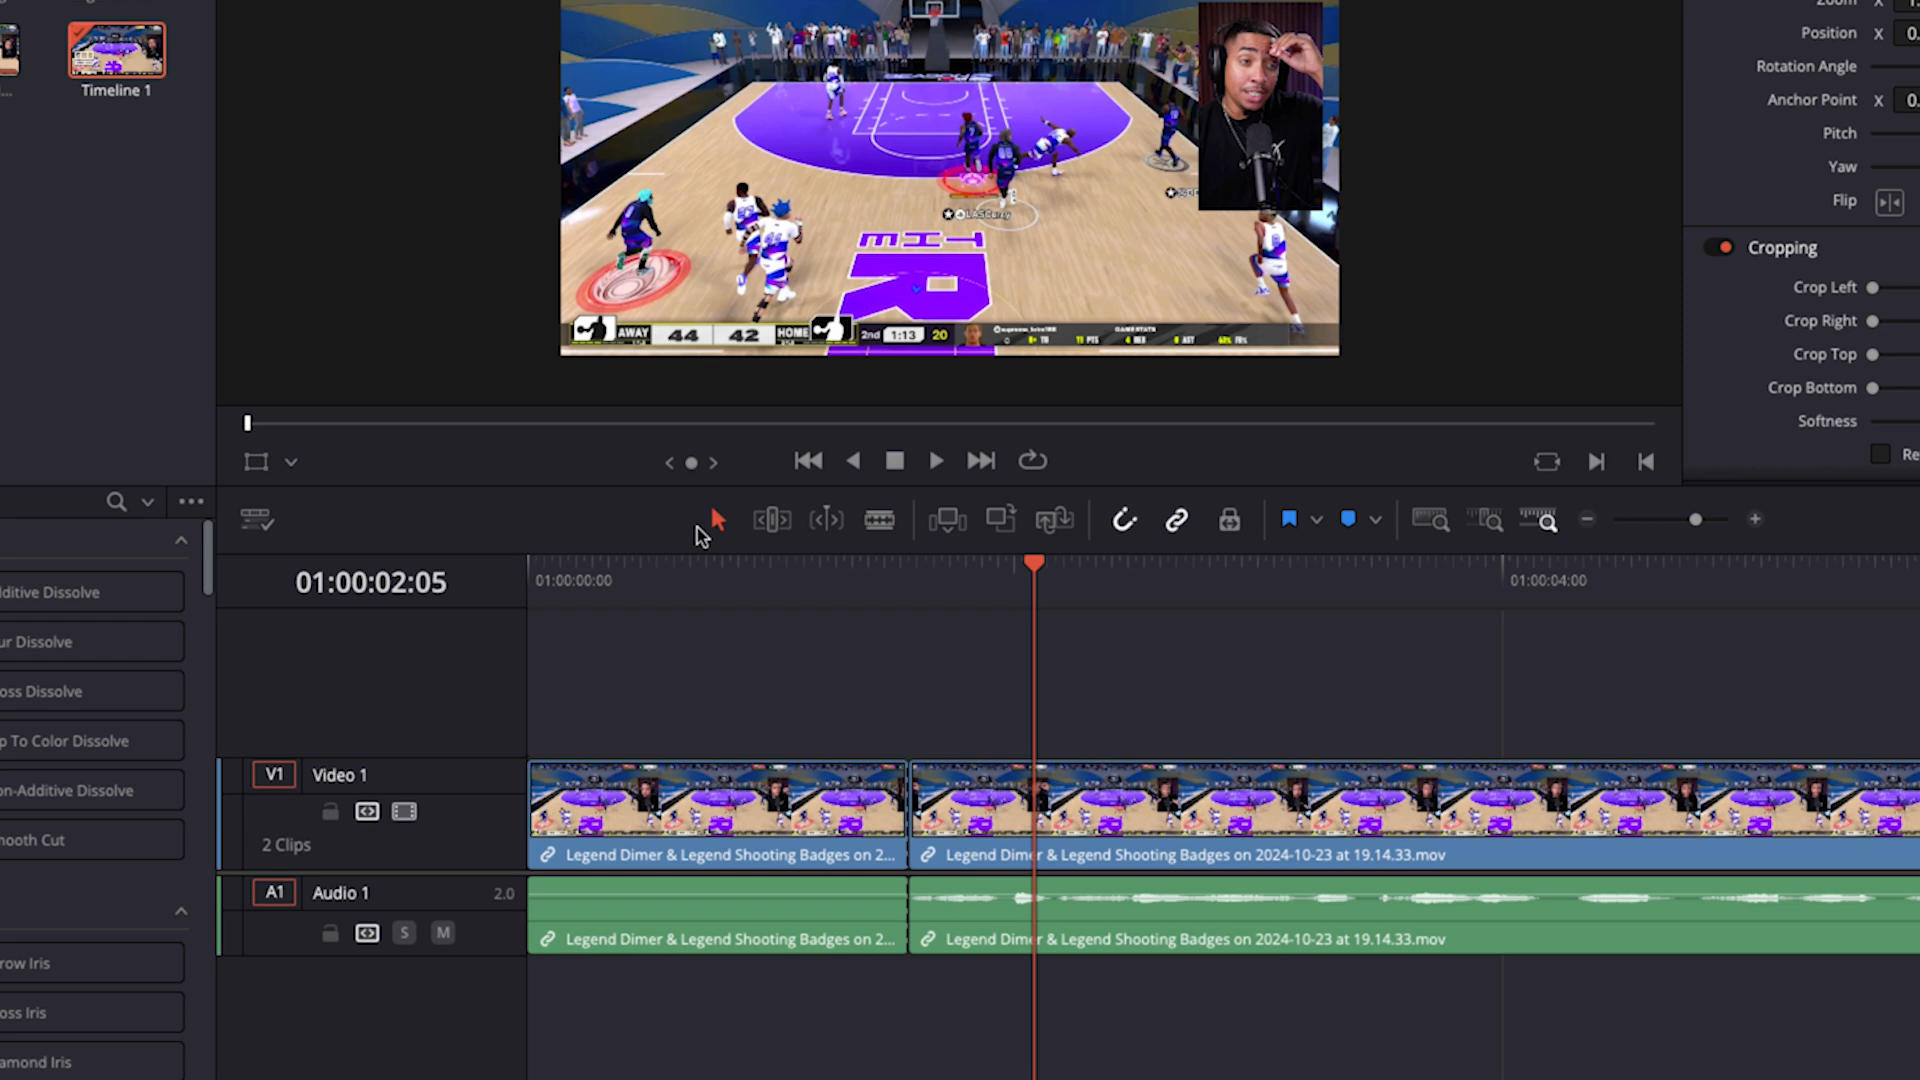 Timeline 1
Zoom X
Position X 0.
Rotation Angle
Anchor Point X 0.
Pitch
Yaw
Flip
Cropping
Crop Left
Crop Right
Crop Top
Crop Bottom
Softness
Re
THE
R
AWAY 44 42 HOME 2nd 1:13 20
01:00:02:05
01:00:00:00
01:00:04:00
dditive Dissolve
ur Dissolve
oss Dissolve
p To Color Dissolve
on-Additive Dissolve
mooth Cut
row Iris
oss Iris
amond Iris
V1 Video 1
2 Clips
Legend Dimer & Legend Shooting Badges on 2...
Legend Dimer & Legend Shooting Badges on 2024-10-23 at 19.14.33.mov
A1 Audio 1 2.0
S M
Legend Dimer & Legend Shooting Badges on 2...
Legend Dimer & Legend Shooting Badges on 2024-10-23 at 19.14.33.mov